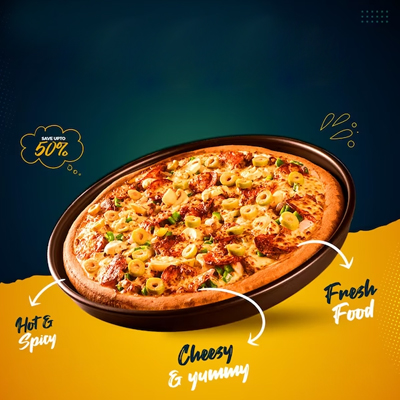 SAVE UPTO
50%
Hot &
Spicy
Cheesy
& yummy
Fresh
Food